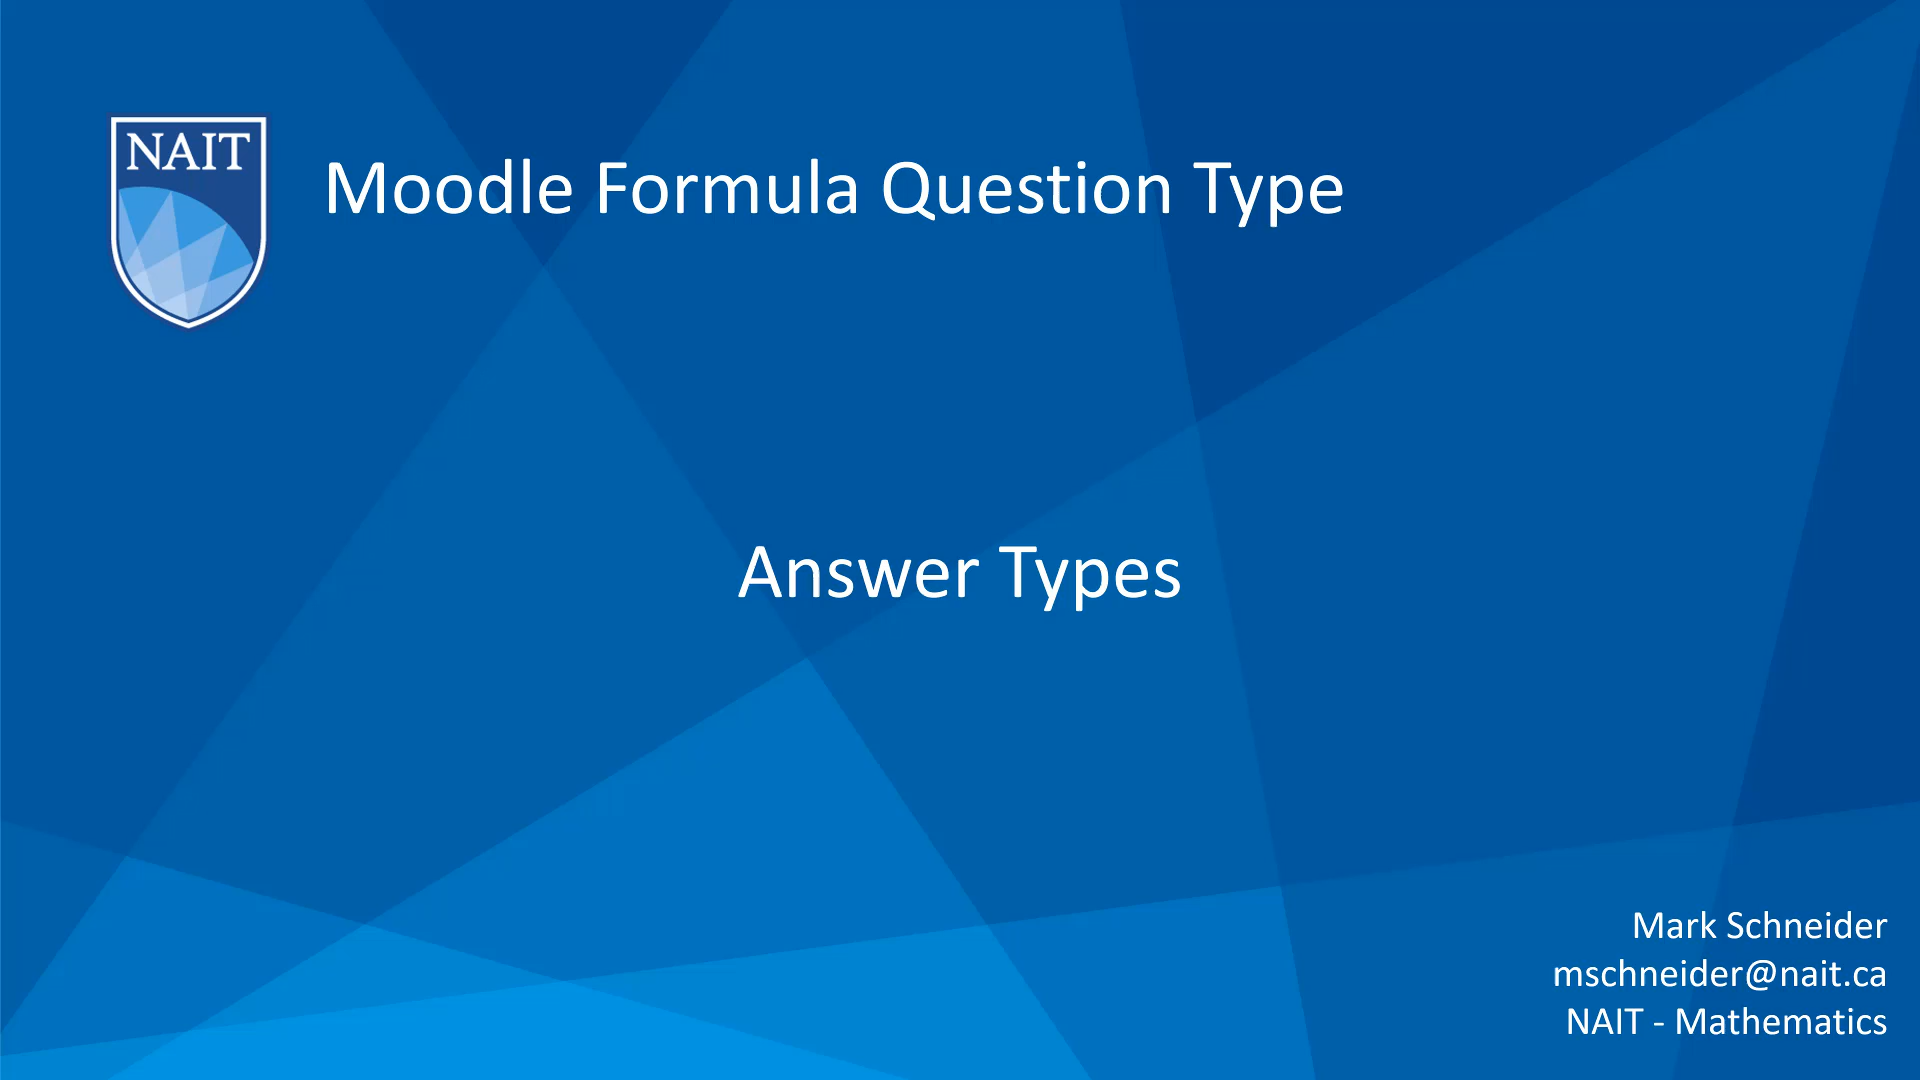 NAIT
Moodle Formula Question Type
Answer Types
Mark Schneider
mschneider@nait.ca
NAIT - Mathematics